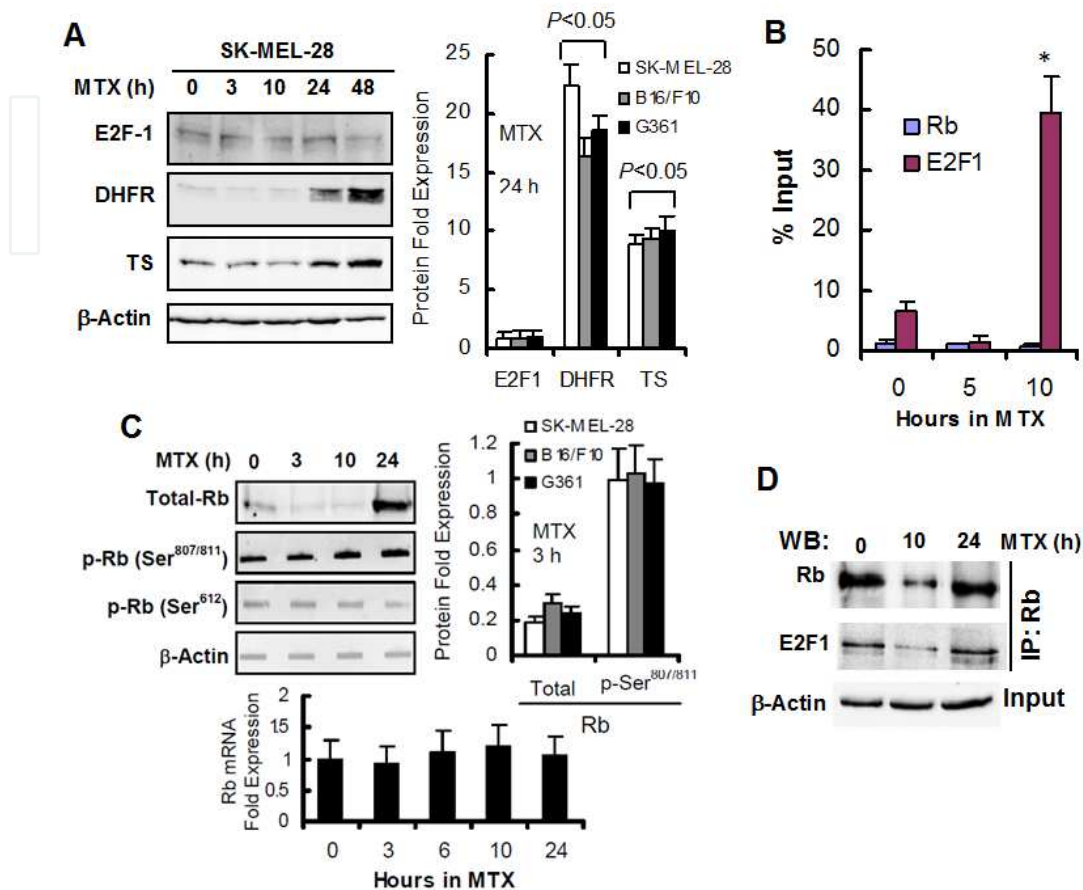 A
SK-MEL-28
MTX (h) 0 3 10 24 48
E2F-1
DHFR
TS
β-Actin
P<0.05
SK-MEL-28
B16/F10
G361
MTX
24 h
P<0.05
Protein Fold Expression
25
20
15
10
5
0
E2F1 DHFR TS
B
50
40
30
20
10
0
% Input
Rb
E2F1
*
0 5 10
Hours in MTX
C
MTX (h) 0 3 10 24
Total-Rb
p-Rb (Ser807/811)
p-Rb (Ser612)
β-Actin
SK-MEL-28
B16/F10
G361
MTX
3 h
Protein Fold Expression
1.2
1
0.8
0.6
0.4
0.2
0
Total p-Ser807/811
Rb
Rb mRNA
Fold Expression
2
1.5
1
0.5
0
0 3 6 10 24
Hours in MTX
D
WB: 0 10 24 MTX (h)
Rb
E2F1
IP: Rb
β-Actin Input